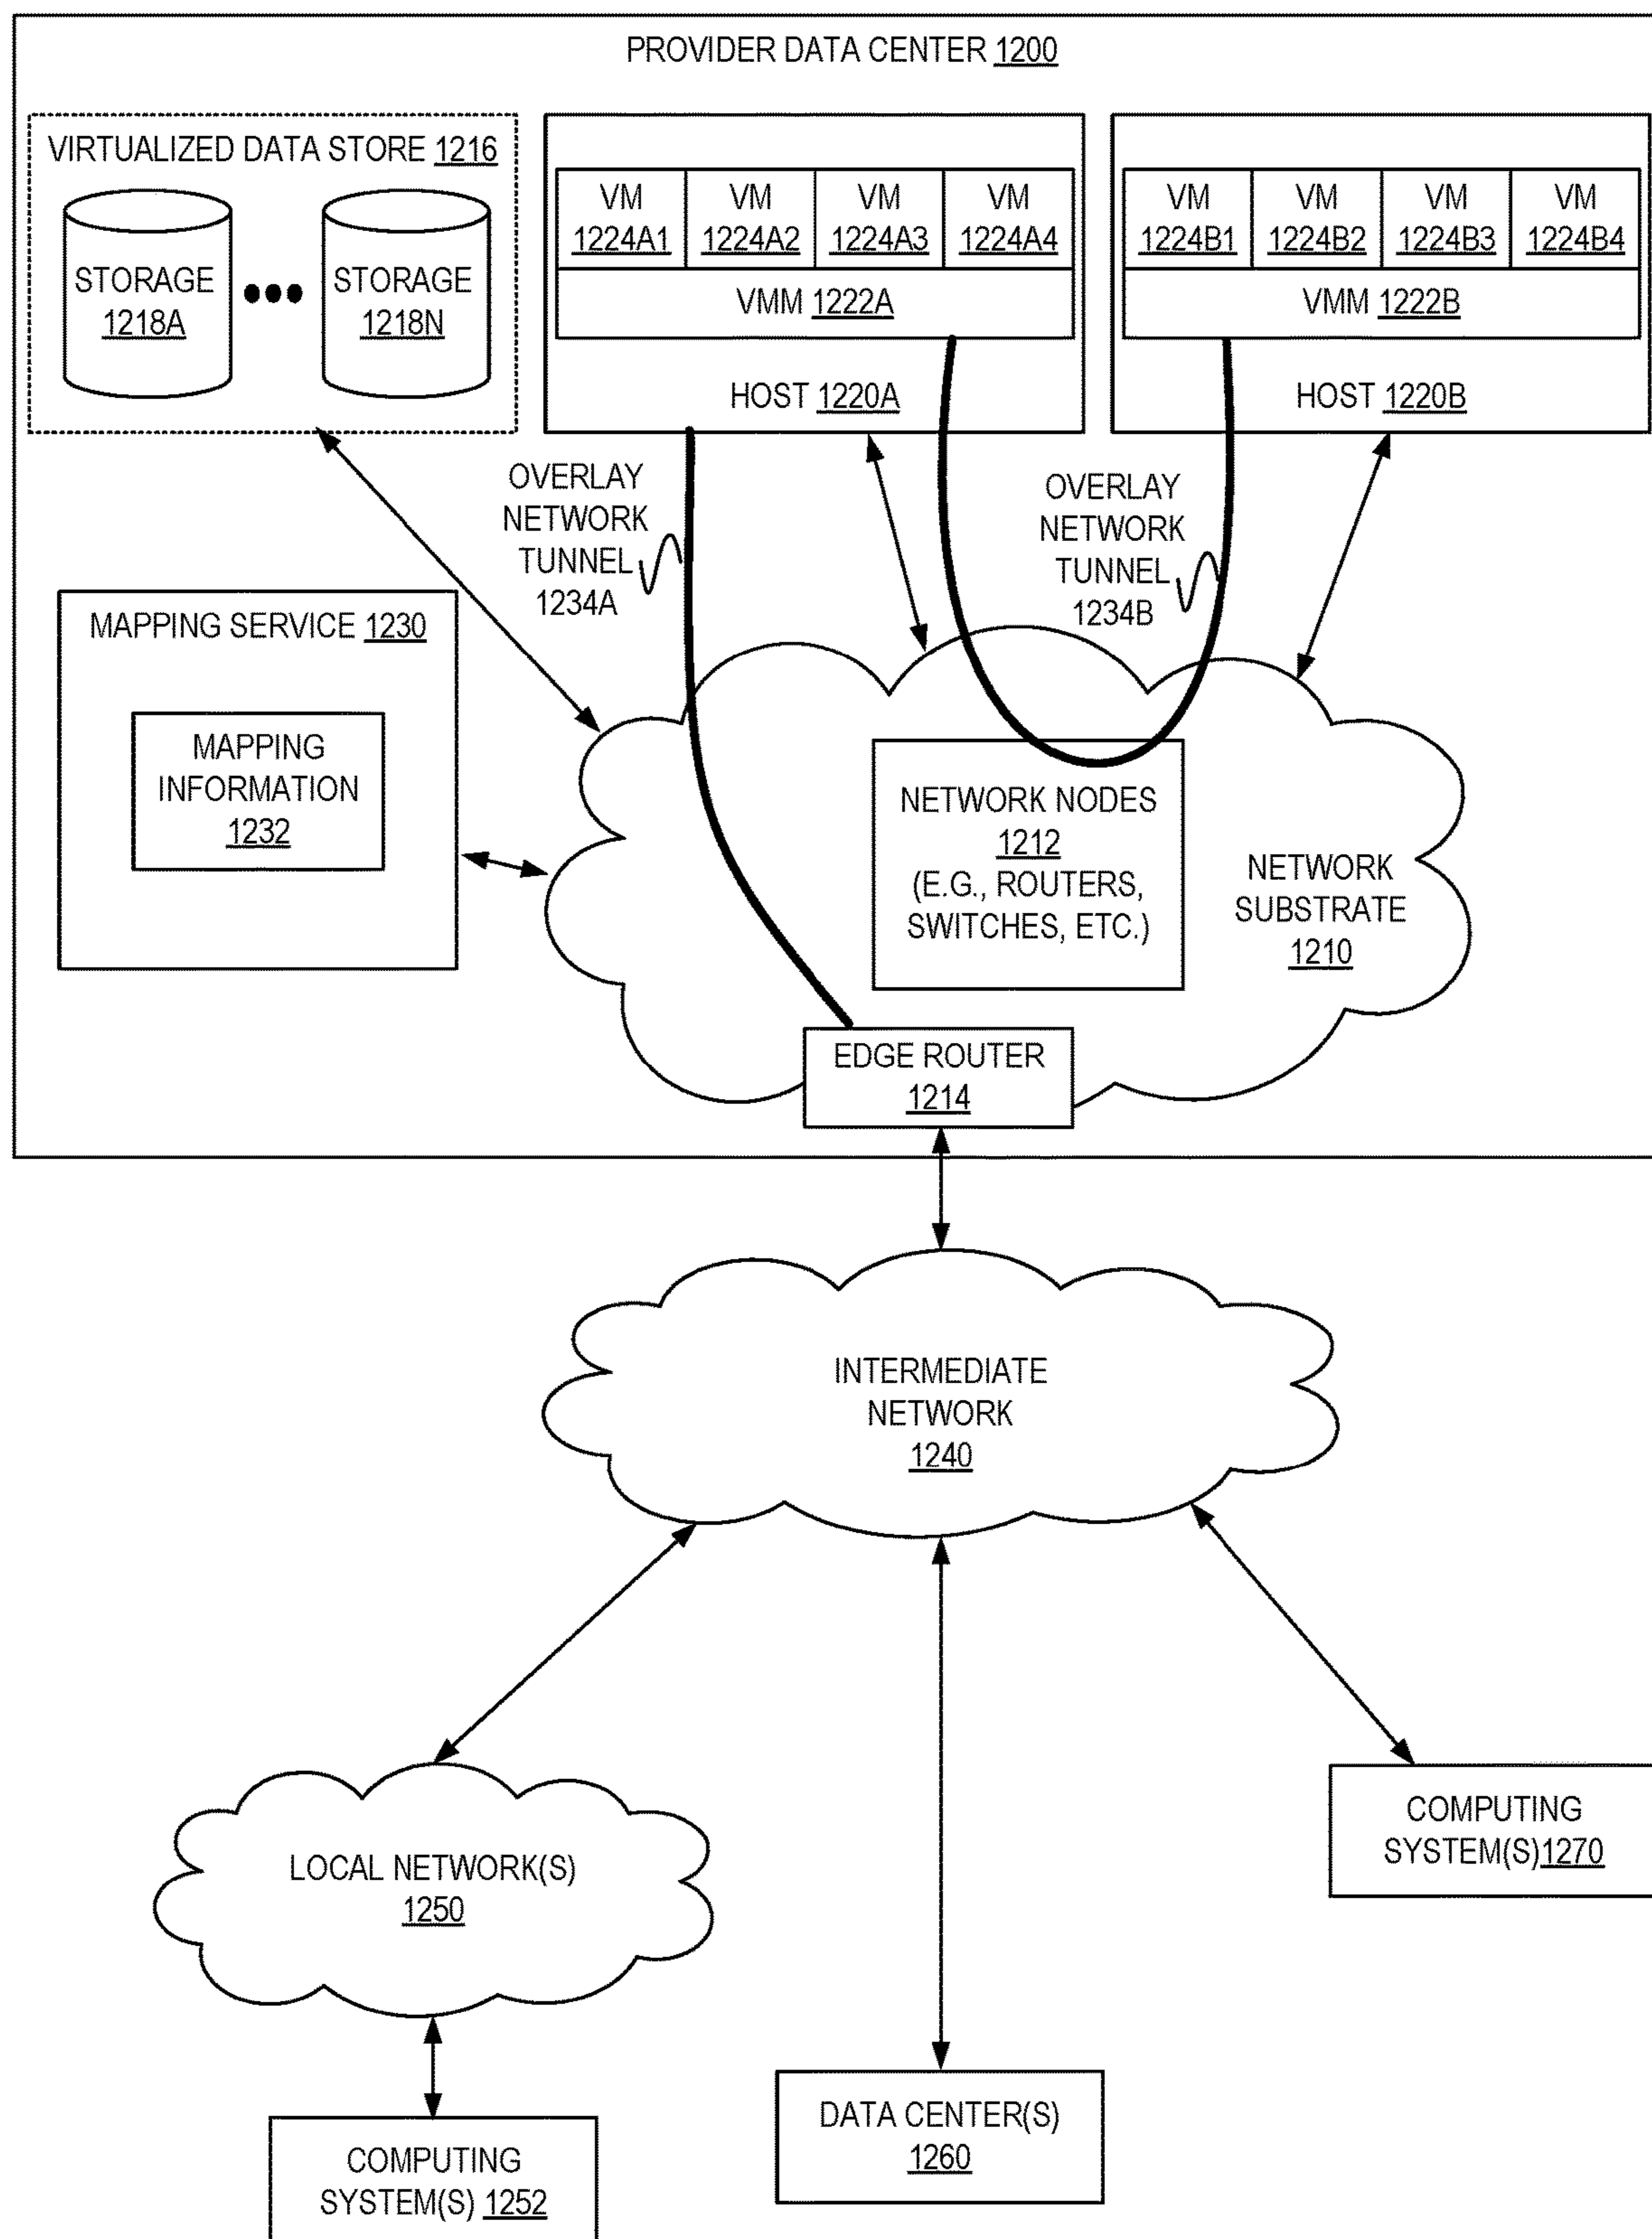 PROVIDER DATA CENTER 1200
VIRTUALIZED DATA STORE 1216
STORAGE
1218A
STORAGE
1218N
VM
1224A1
VM
1224A2
VM
1224A3
VM
1224A4
VMM 1222A
HOST 1220A
VM
1224B1
VM
1224B2
VM
1224B3
VM
1224B4
VMM 1222B
HOST 1220B
OVERLAY
NETWORK
TUNNEL
1234A
OVERLAY
NETWORK
TUNNEL
1234B
MAPPING SERVICE 1230
MAPPING
INFORMATION
1232
NETWORK NODES
1212
(E.G., ROUTERS,
SWITCHES, ETC.)
NETWORK
SUBSTRATE
1210
EDGE ROUTER
1214
INTERMEDIATE
NETWORK
1240
LOCAL NETWORK(S)
1250
COMPUTING
SYSTEM(S)1270
DATA CENTER(S)
1260
COMPUTING
SYSTEM(S) 1252